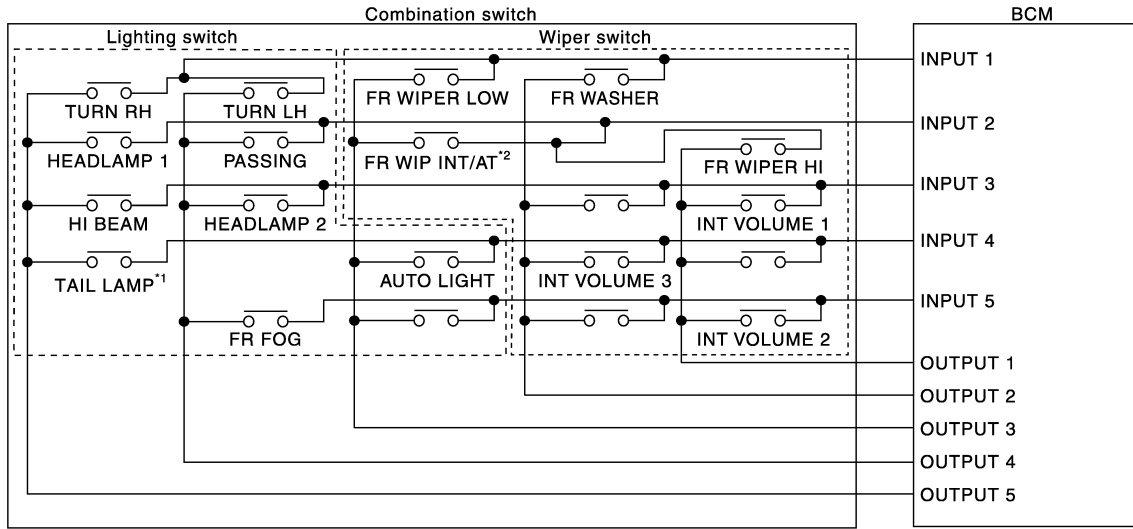 Combination switch
BCM
Lighting switch
Wiper switch
INPUT 1
TURN RH
TURN LH
FR WIPER LOW
FR WASHER
INPUT 2
HEADLAMP 1
PASSING
FR WIP INT/AT*2
FR WIPER HI
INPUT 3
HI BEAM
HEADLAMP 2
INT VOLUME 1
INPUT 4
TAIL LAMP*1
AUTO LIGHT
INT VOLUME 3
INPUT 5
FR FOG
INT VOLUME 2
OUTPUT 1
OUTPUT 2
OUTPUT 3
OUTPUT 4
OUTPUT 5